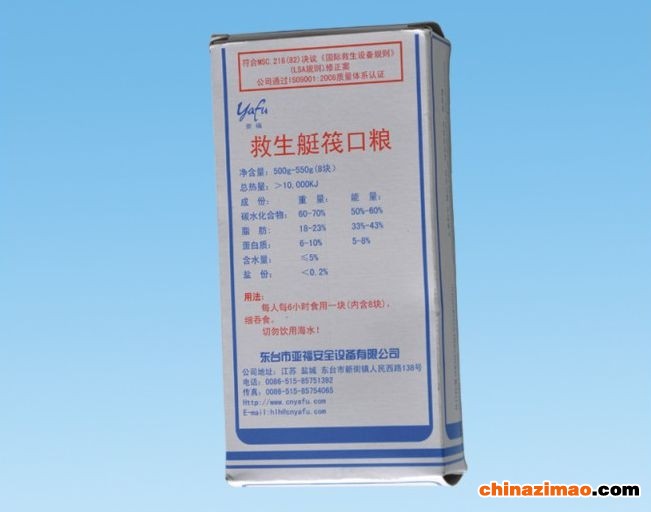 符合MSC.218(82)决议《国际救生设备规则》
(LSA规则)修正案
公司通过ISO9001:2008质量体系认证
Yafu
亚福
救生艇筏口粮
净含量: 500g-550g(8块)
总热量: >10,000KJ
成 份: 重 量: 能 量:
碳水化合物: 60-70% 50%-60%
脂 肪: 18-23% 33%-43%
蛋白质: 6-10% 5-8%
含水量: ≤5%
盐 份: <0.2%
用法:
每人每6小时食用一块(内含8块),
细吞食.
切勿饮用海水!
东台市亚福安全设备有限公司
公司地址: 江苏 盐城 东台市新街镇人民西路138号
电话: 0086-515-85751392
传真: 0086-515-85754065
Http://www.cnyafu.com
E-mail:hlh@cnyafu.com
chinazimao.com